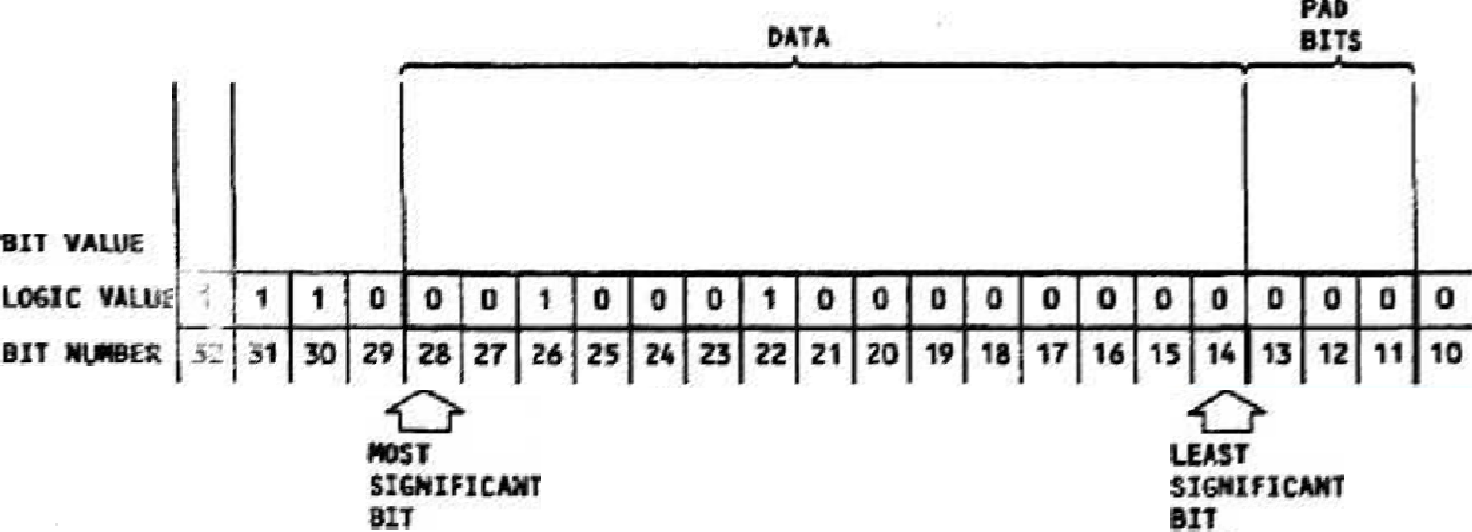 PAD
DATA BITS
BIT VALUE
LOGIC VALUE 1 1 1 0 0 0 1 0 0 0 1 0 0 0 0 0 0 0 0 0 0 0 0
BIT NUMBER 32 31 30 29 28 27 26 25 24 23 22 21 20 19 18 17 16 15 14 13 12 11 10
MOST LEAST
SIGNIFICANT SIGNIFICANT
BIT BIT